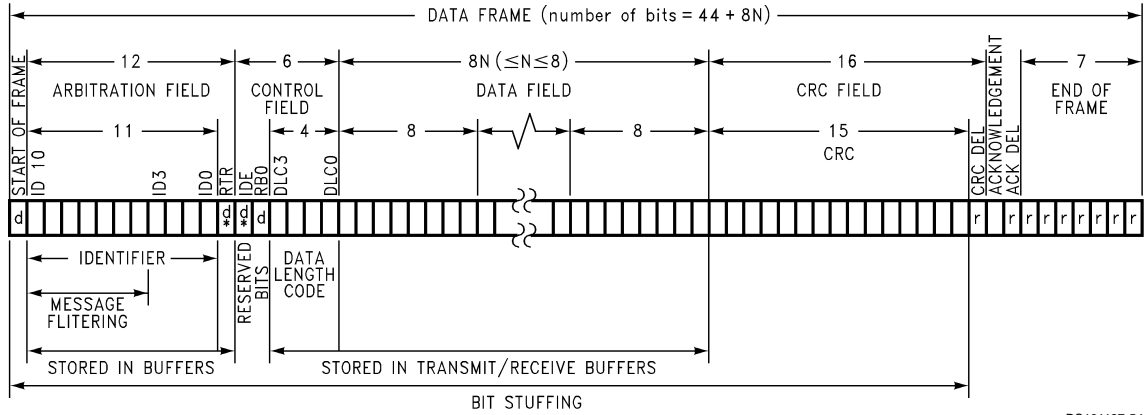 DATA FRAME (number of bits = 44 + 8N)
12
6
8N (≤N≤8)
16
7
ARBITRATION FIELD
CONTROL
FIELD
DATA FIELD
CRC FIELD
END OF
FRAME
11
4
8
8
15
CRC
START OF FRAME
ID 10
ID3
ID0
RTR
IDE
RB0
DLC3
DLC0
CRC DEL
ACKNOWLEDGEMENT
ACK DEL
d
d
*
d
*
d
r
r
r
r
r
r
r
r
r
IDENTIFIER
RESERVED
BITS
DATA
LENGTH
CODE
MESSAGE
FLITERING
STORED IN BUFFERS
STORED IN TRANSMIT/RECEIVE BUFFERS
BIT STUFFING